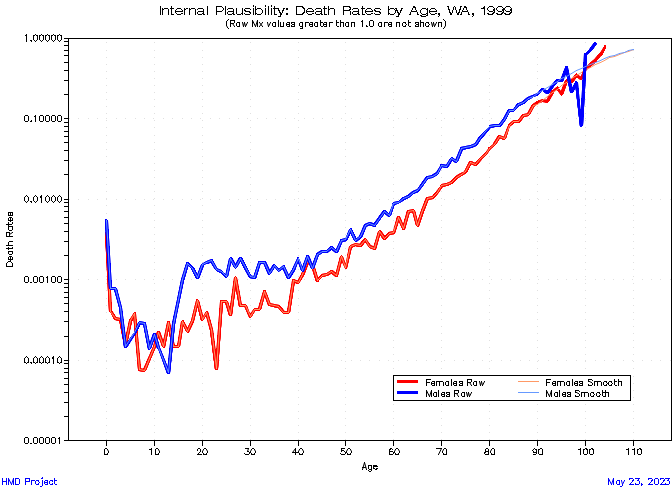 Internal Plausibility: Death Rates by Age, WA, 1999
(Raw Mx values greater than 1.0 are not shown)
1.00000
0.10000
0.01000
0.00100
0.00010
0.00001
Death Rates
0 10 20 30 40 50 60 70 80 90 100 110
Age
Females Raw Females Smooth
Males Raw Males Smooth
HMD Project May 23, 2023